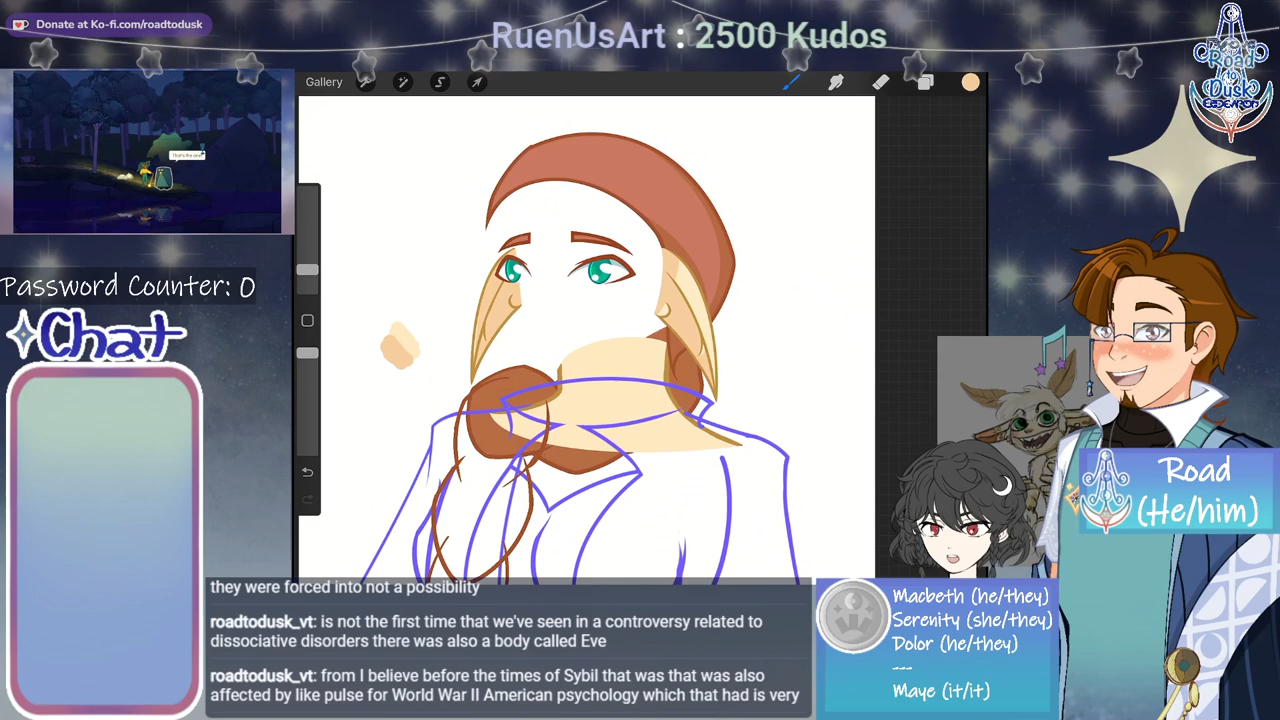 Donate at Ko-fi.com/roadtodusk
RuenUsArt : 2500 Kudos
Road
to
Dusk
Gallery
That's the one!
Password Counter: 0
Chat
Road
(He/him)
they were forced into not a possibility
roadtodusk_vt: is not the first time that we've seen in a controversy related to
dissociative disorders there was also a body called Eve
roadtodusk_vt: from I believe before the times of Sybil that was that was also
affected by like pulse for World War II American psychology which that had is very
Macbeth (he/they)
Serenity (she/they)
Dolor (he/they)
---
Maye (it/it)